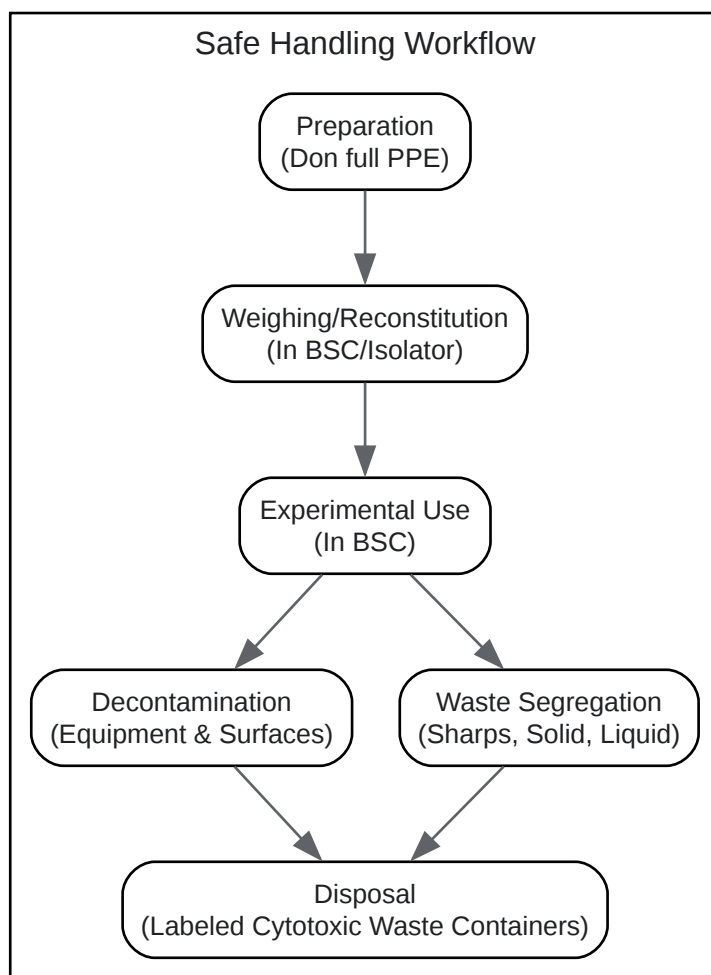 Safe Handling Workflow
Preparation
(Don full PPE)
Weighing/Reconstitution
(In BSC/Isolator)
Experimental Use
(In BSC)
Decontamination
(Equipment & Surfaces)
Waste Segregation
(Sharps, Solid, Liquid)
Disposal
(Labeled Cytotoxic Waste Containers)